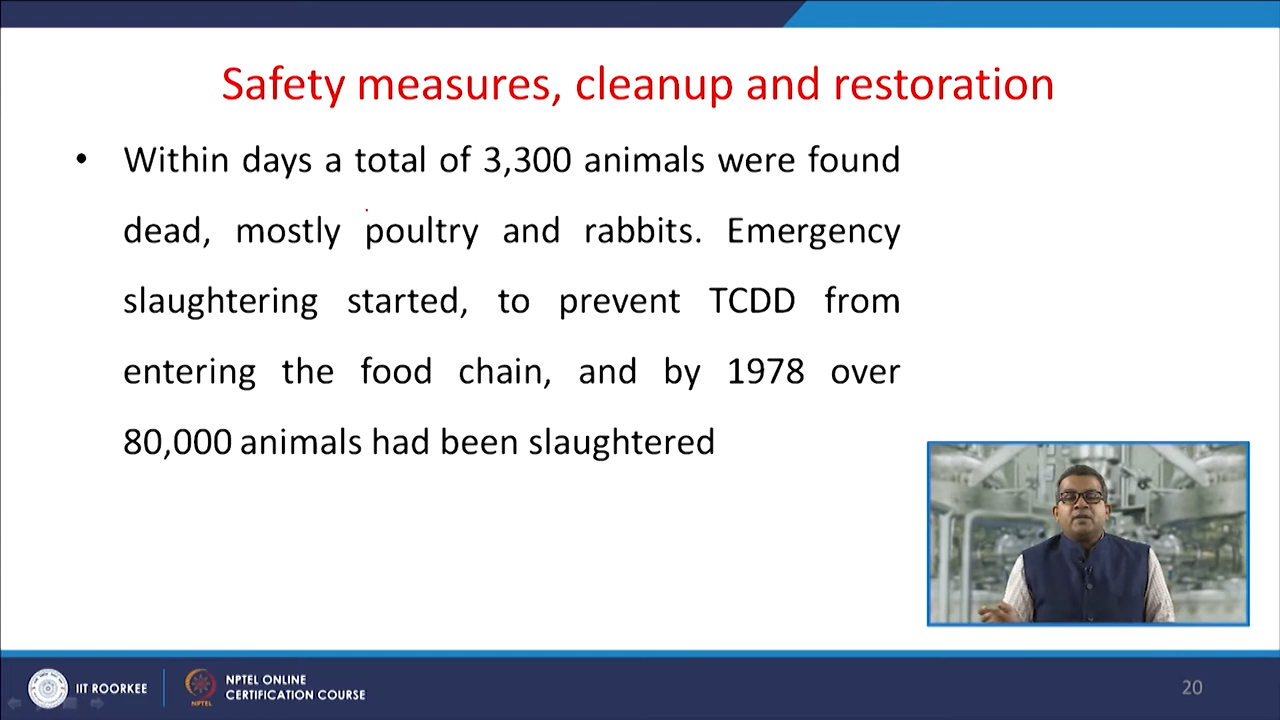 Safety measures, cleanup and restoration
• Within days a total of 3,300 animals were found
dead, mostly poultry and rabbits. Emergency
slaughtering started, to prevent TCDD from
entering the food chain, and by 1978 over
80,000 animals had been slaughtered
IIT ROORKEE
NPTEL
NPTEL ONLINE
CERTIFICATION COURSE
20